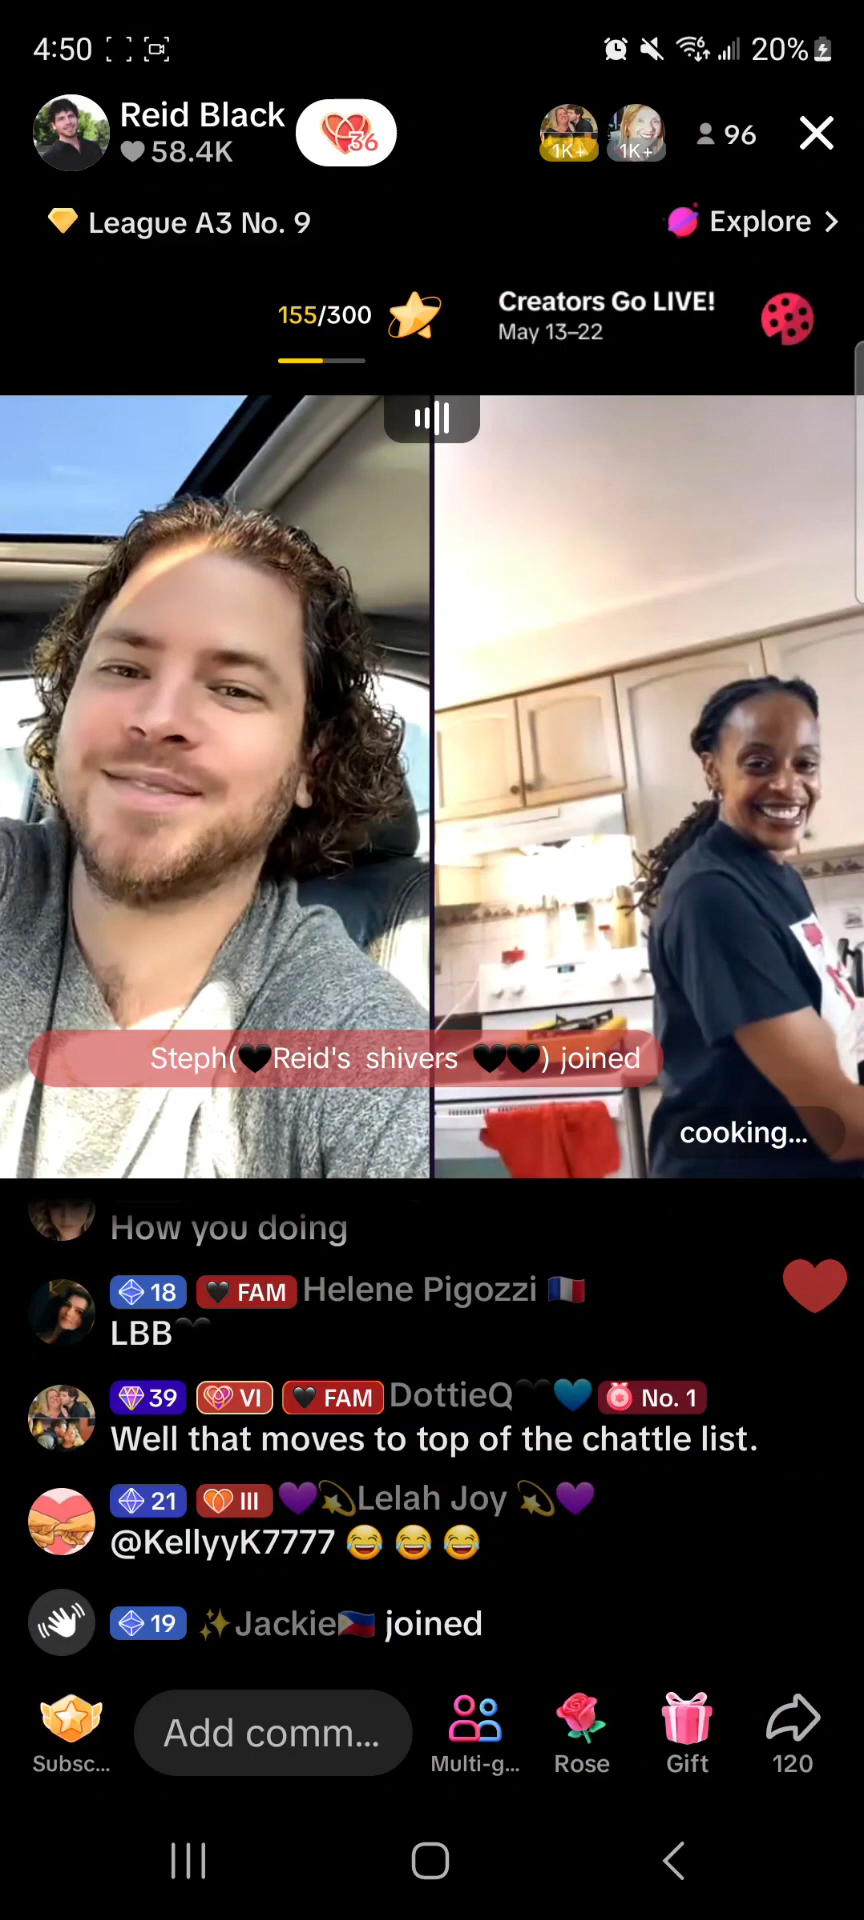 4:50 20%
Reid Black
58.4K
36
1K+ 1K+ 96
League A3 No. 9
Explore >
155/300
Creators Go LIVE!
May 13–22
Steph(🖤Reid's shivers 🖤🖤) joined
cooking...
How you doing
18 🖤 FAM Helene Pigozzi 🇫🇷
LBB🖤
39 VI 🖤 FAM DottieQ🖤💙 No. 1
Well that moves to top of the chattle list.
21 III 💜💫Lelah Joy 💫💜
@KellyyK7777 😂 😂 😂
19 ✨Jackie🇵🇭 joined
Add comm...
Subsc... Multi-g... Rose Gift 120